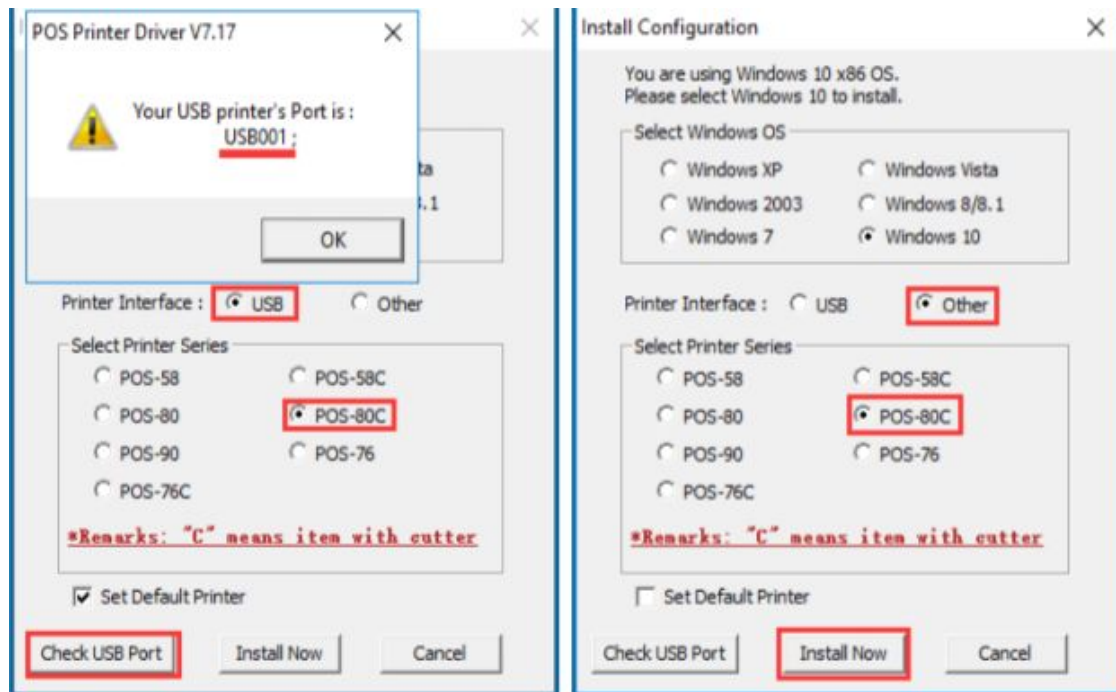 POS Printer Driver V7.17
Your USB printer's Port is :
USB001 ;
OK
Printer Interface : USB Other
Select Printer Series
POS-58 POS-58C
POS-80 POS-80C
POS-90 POS-76
POS-76C
*Remarks: "C" means item with cutter
Set Default Printer
Check USB Port Install Now Cancel
Install Configuration
You are using Windows 10 x86 OS.
Please select Windows 10 to install.
Select Windows OS
Windows XP Windows Vista
Windows 2003 Windows 8/8.1
Windows 7 Windows 10
Printer Interface : USB Other
Select Printer Series
POS-58 POS-58C
POS-80 POS-80C
POS-90 POS-76
POS-76C
*Remarks: "C" means item with cutter
Set Default Printer
Check USB Port Install Now Cancel